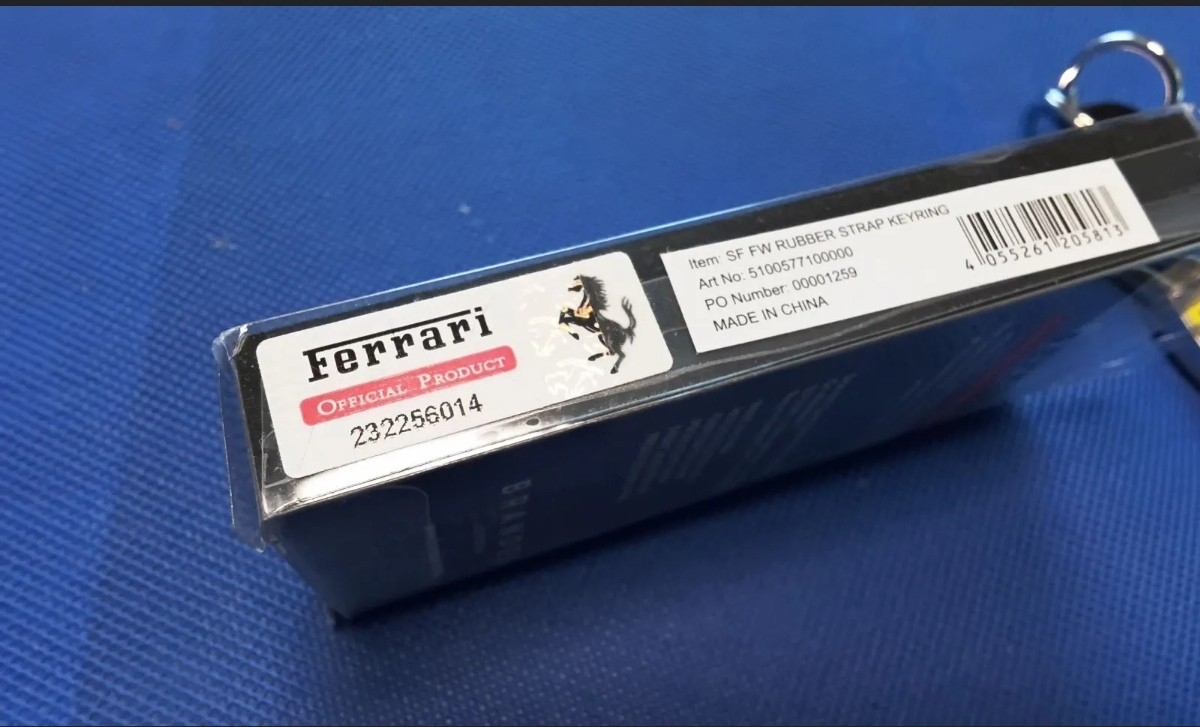 Ferrari
OFFICIAL PRODUCT
232256014
Item: SF FW RUBBER STRAP KEYRING
Art No: 5100577100000
PO Number: 00001259
MADE IN CHINA
4 055261 205813